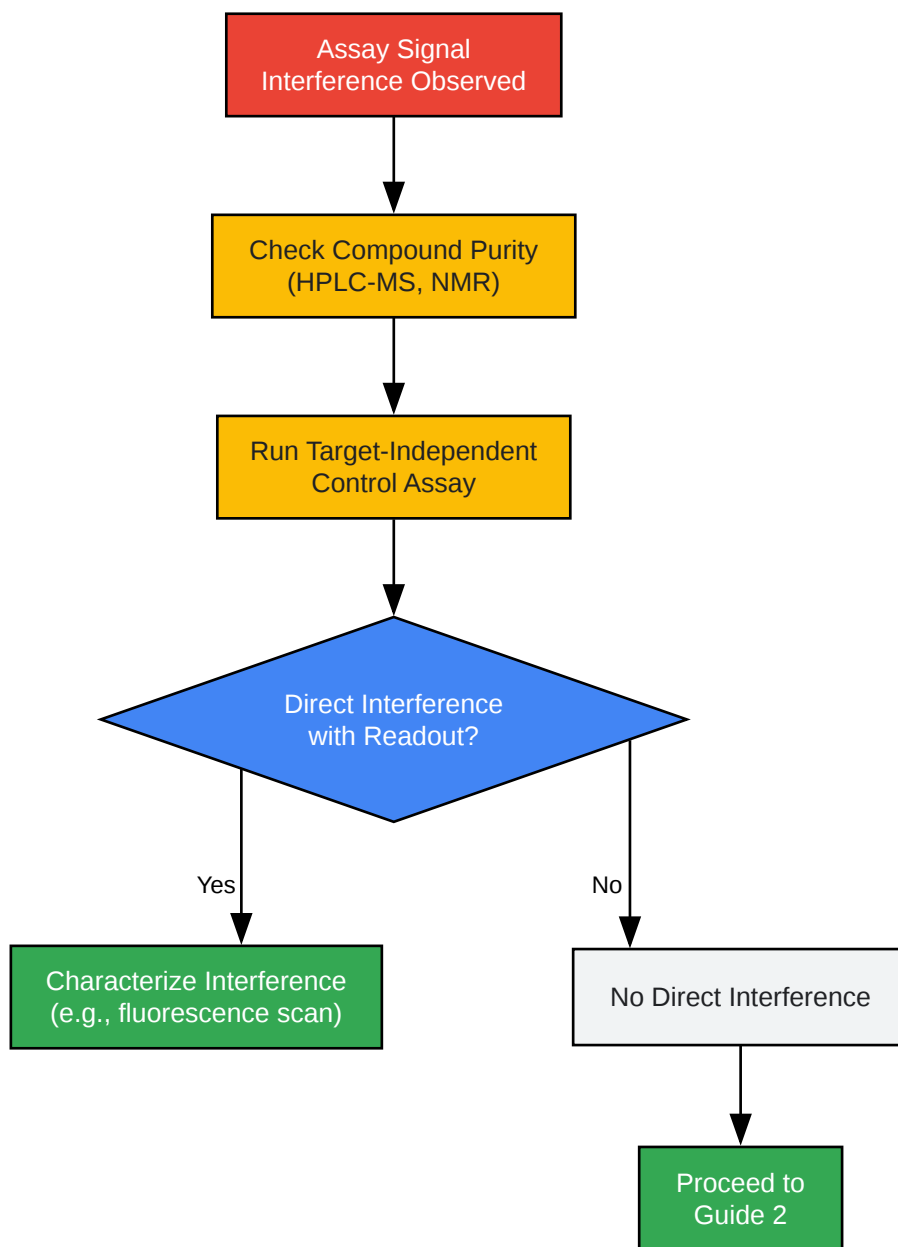 Assay Signal
Interference Observed
Check Compound Purity
(HPLC-MS, NMR)
Run Target-Independent
Control Assay
Direct Interference
with Readout?
Yes
No
Characterize Interference
(e.g., fluorescence scan)
No Direct Interference
Proceed to
Guide 2